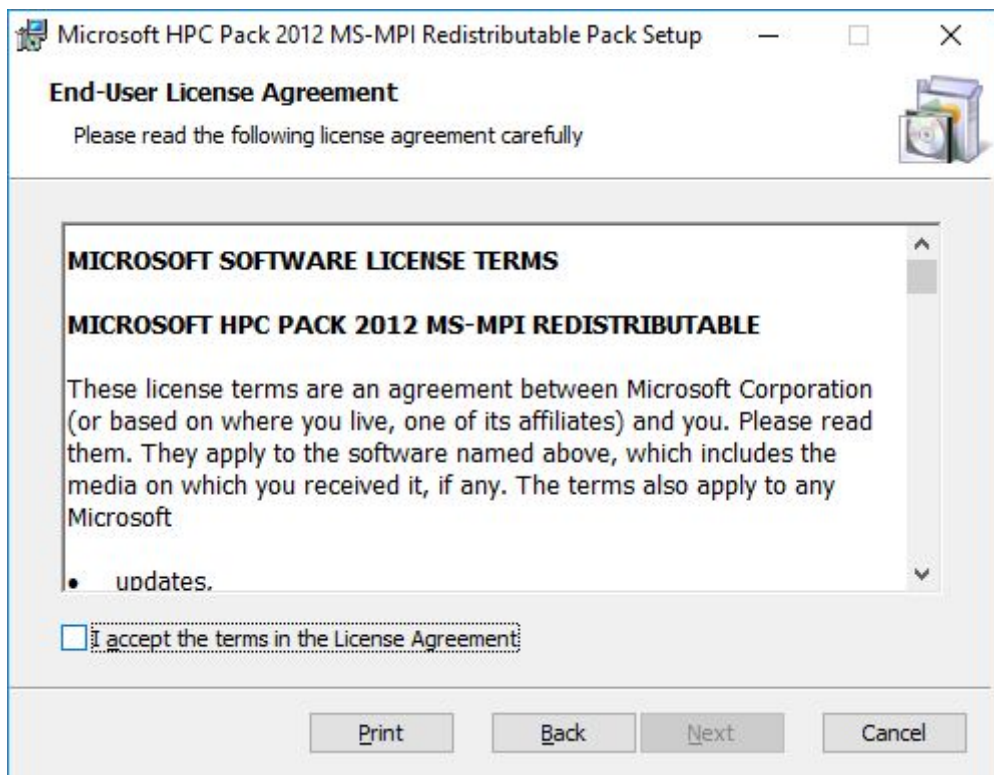 Microsoft HPC Pack 2012 MS-MPI Redistributable Pack Setup
End-User License Agreement
Please read the following license agreement carefully
MICROSOFT SOFTWARE LICENSE TERMS
MICROSOFT HPC PACK 2012 MS-MPI REDISTRIBUTABLE
These license terms are an agreement between Microsoft Corporation
(or based on where you live, one of its affiliates) and you. Please read
them. They apply to the software named above, which includes the
media on which you received it, if any. The terms also apply to any
Microsoft
• updates,
I accept the terms in the License Agreement
Print Back Next Cancel